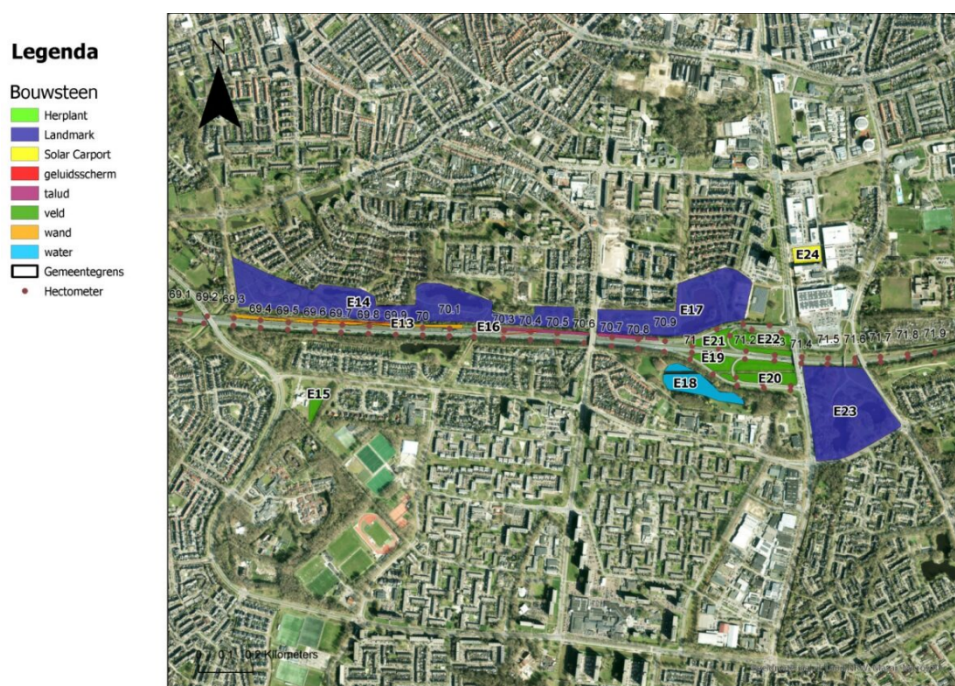 Legenda
Bouwsteen
Herplant
Landmark
Solar Carport
geluidsscherm
talud
veld
wand
water
Gemeentegrens
Hectometer
N
E24
E14
E17
69.1 69.2 69.3 69.4 69.5 69.6 69.7 69.8 69.9 70 70.1 70.3 70.4 70.5 70.6 70.7 70.8 70.9 71 71.2 71.4 71.5 71.6 71.7 71.8 71.9
E13
E16
E21
E22
E19
E18
E20
E15
E23
0.1 0.2 Kilometers